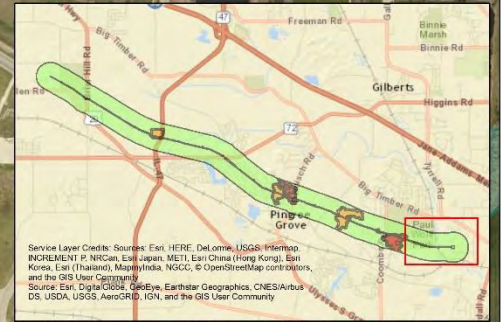 47
Freeman Rd
Binnie
Marsh
Binnie Rd
Big Timber Rd
Gilberts
Higgins Rd
20
72
Jane Addams Mem
Tyrrell Rd
Big Timber Rd
Pingree
Grove
Paul
Service Layer Credits: Sources: Esri, HERE, DeLorme, USGS, Intermap,
INCREMENT P, NRCan, Esri Japan, METI, Esri China (Hong Kong), Esri
Korea, Esri (Thailand), MapmyIndia, NGCC, © OpenStreetMap contributors,
and the GIS User Community
Source: Esri, DigitalGlobe, GeoEye, Earthstar Geographics, CNES/Airbus
DS, USDA, USGS, AeroGRID, IGN, and the GIS User Community